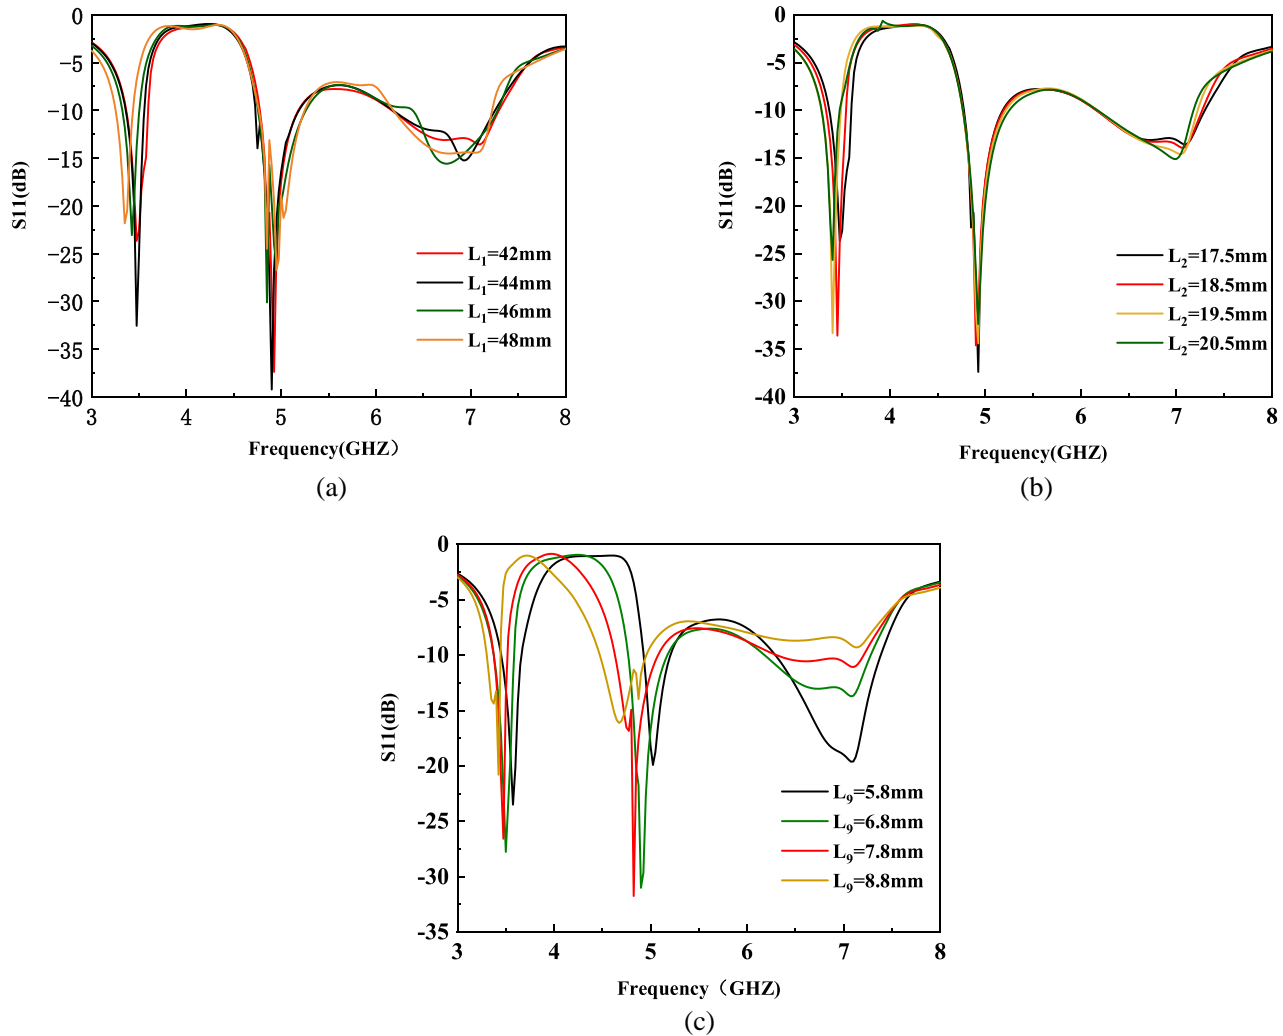 0
−5
−10
−15
−20
−25
−30
−35
−40
S11(dB)
3 4 5 6 7 8
Frequency(GHZ）
L1=42mm
L1=44mm
L1=46mm
L1=48mm
(a)
0
-5
-10
-15
-20
-25
-30
-35
-40
S11(dB)
3 4 5 6 7 8
Frequency(GHZ)
L2=17.5mm
L2=18.5mm
L2=19.5mm
L2=20.5mm
(b)
0
-5
-10
-15
-20
-25
-30
-35
S11(dB)
3 4 5 6 7 8
Frequency（GHZ)
L9=5.8mm
L9=6.8mm
L9=7.8mm
L9=8.8mm
(c)